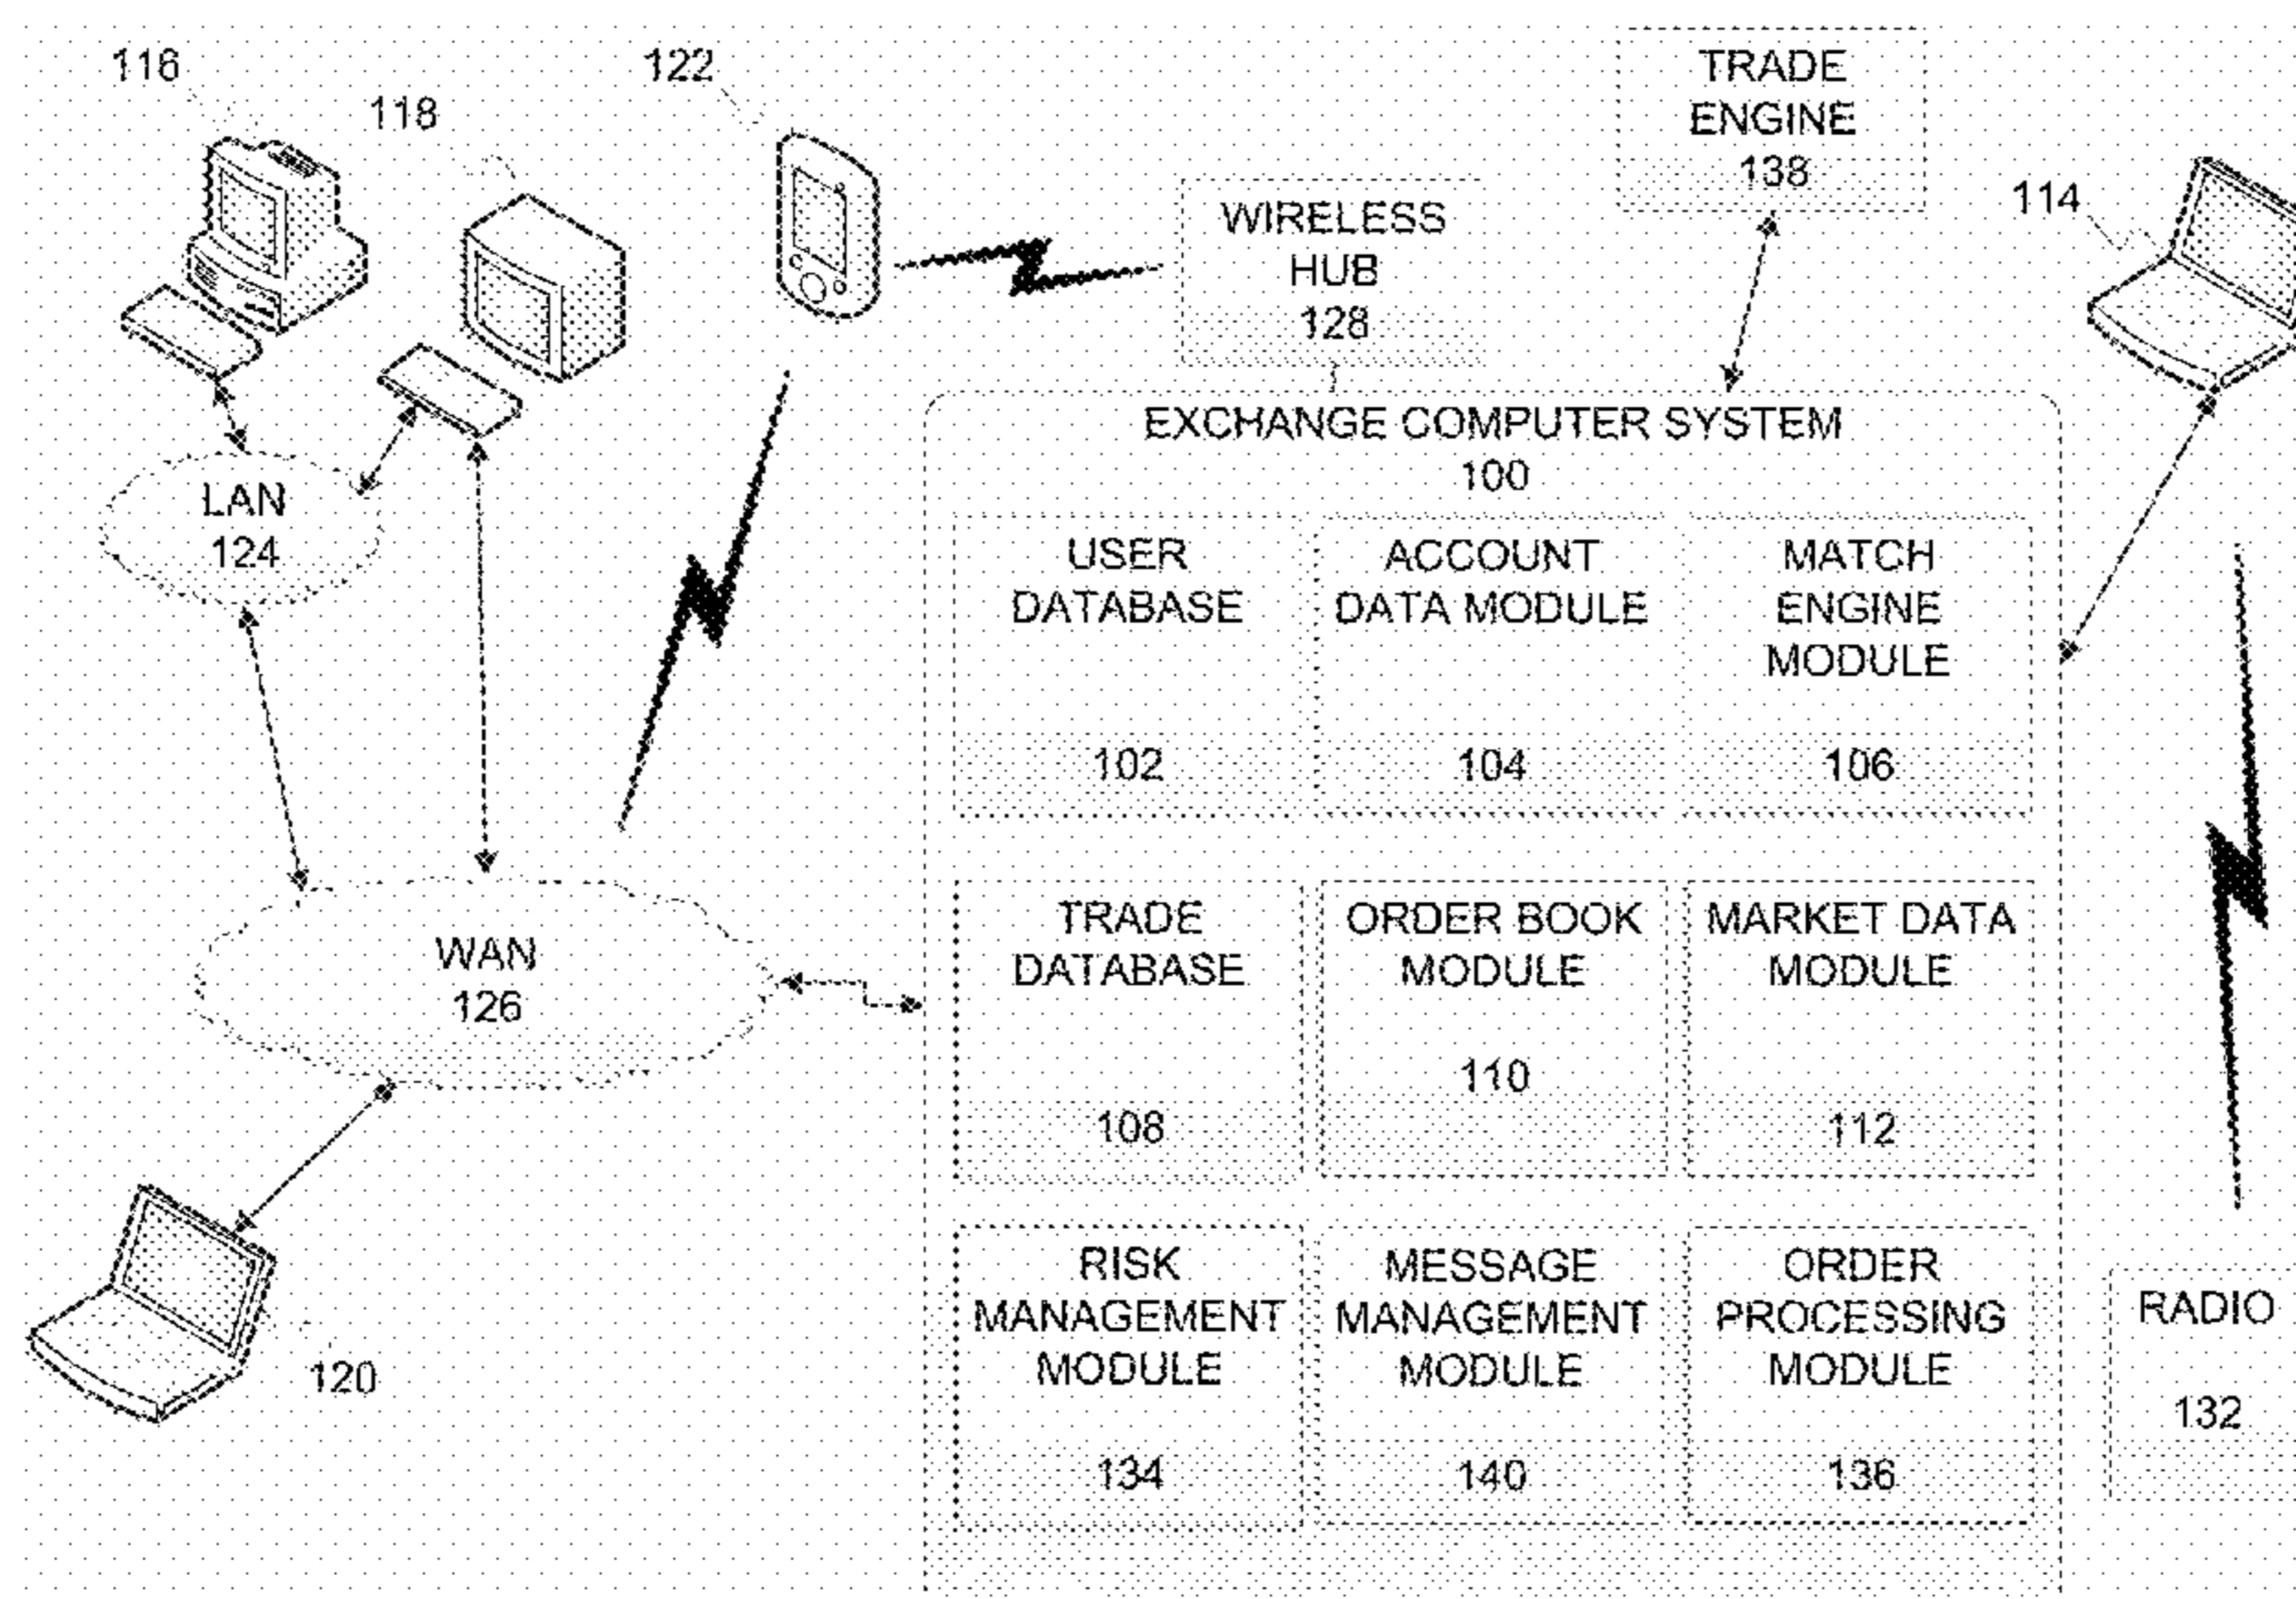 116
118
122
TRADE
ENGINE
138
WIRELESS
HUB
128
114
EXCHANGE COMPUTER SYSTEM
100
LAN
124
USER
DATABASE
102
ACCOUNT
DATA MODULE
104
MATCH
ENGINE
MODULE
106
WAN
126
TRADE
DATABASE
108
ORDER BOOK
MODULE
110
MARKET DATA
MODULE
112
120
RISK
MANAGEMENT
MODULE
134
MESSAGE
MANAGEMENT
MODULE
140
ORDER
PROCESSING
MODULE
136
RADIO
132